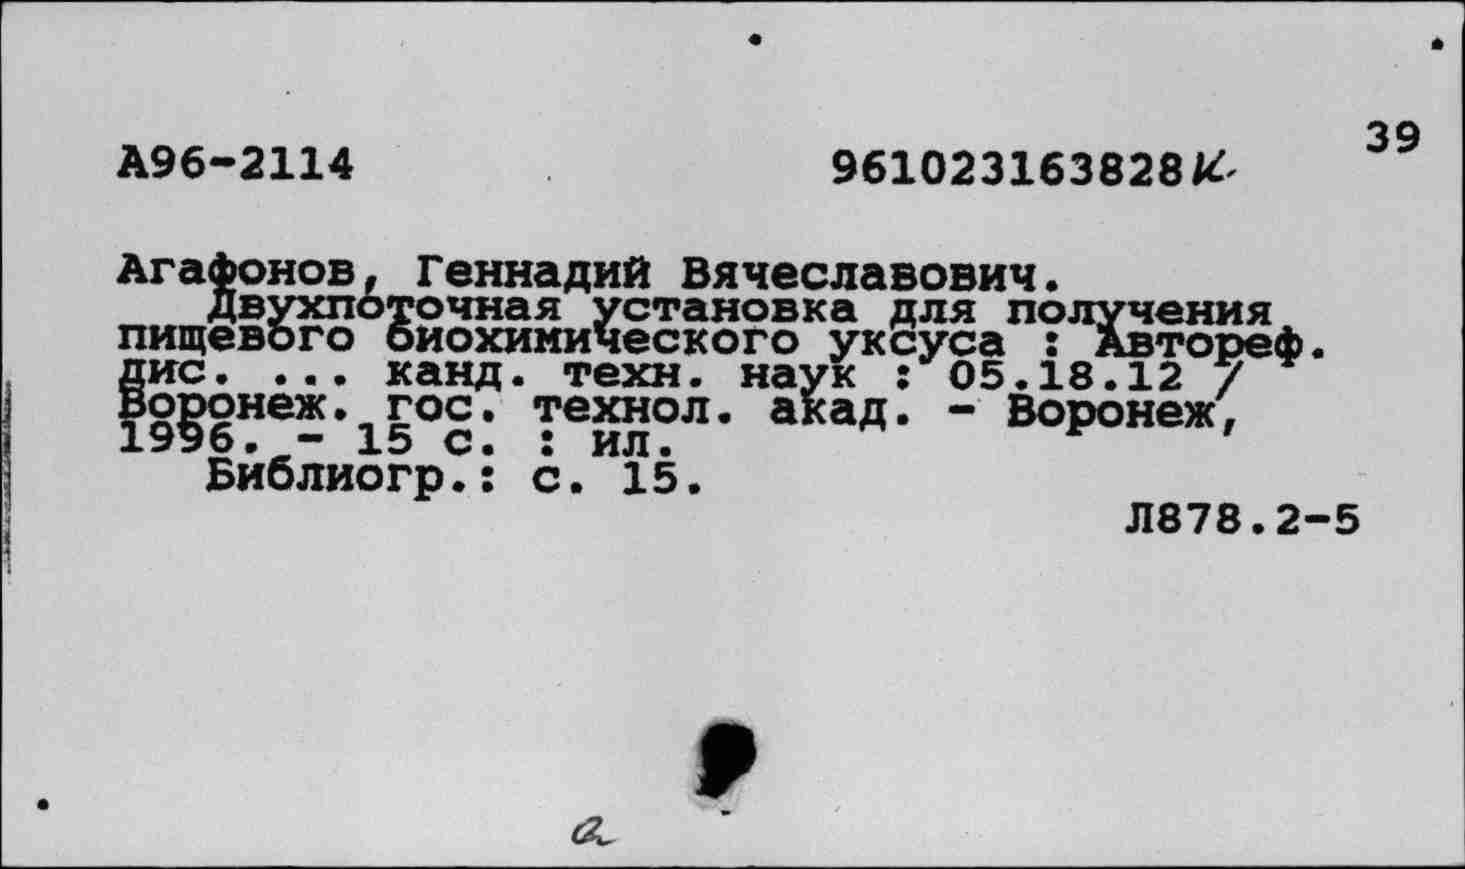 39
А96-2114 961023163828К
Агафонов, Геннадий Вячеславович.
Двухпоточная установка для получения
пищевого биохимического уксуса : Автореф.
дис. ... канд. техн. наук : 05.18.12 /
Воронеж. гос. технол. акад. - Воронеж,
1996. - 15 с. : ил.
Библиогр.: с. 15.
Л878.2-5
а